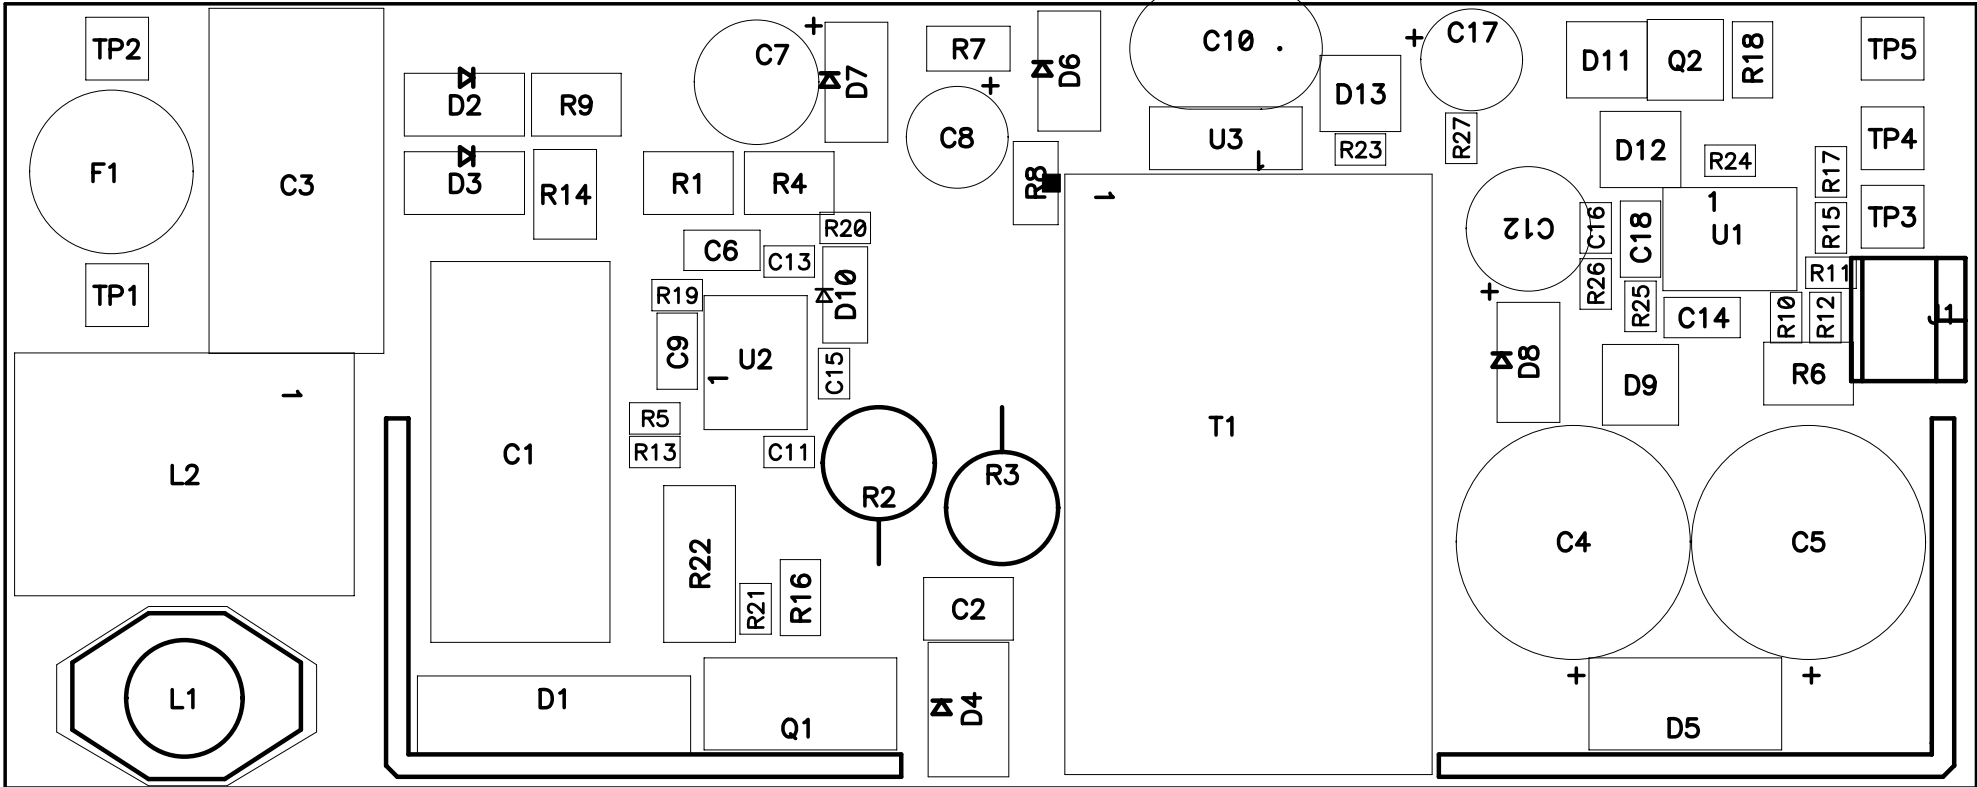 TP2
C7
+
D7
R7
D6
C10 .
+
C17
D11
Q2
R18
TP5
D2
R9
+
C8
D13
U3
1
R23
R27
D12
R24
R17
TP4
F1
C3
D3
R14
R1
R4
R8
1
C12
+
C16
C18
1
U1
R15
TP3
R20
C6
C13
D10
R26
R25
R11
TP1
R19
C14
R10
R12
J1
C9
U2
1
C15
D8
D9
R6
1
R5
R13
C11
C1
R2
R3
T1
L2
R22
R21
R16
C2
C4
+
C5
+
L1
D1
Q1
D4
D5